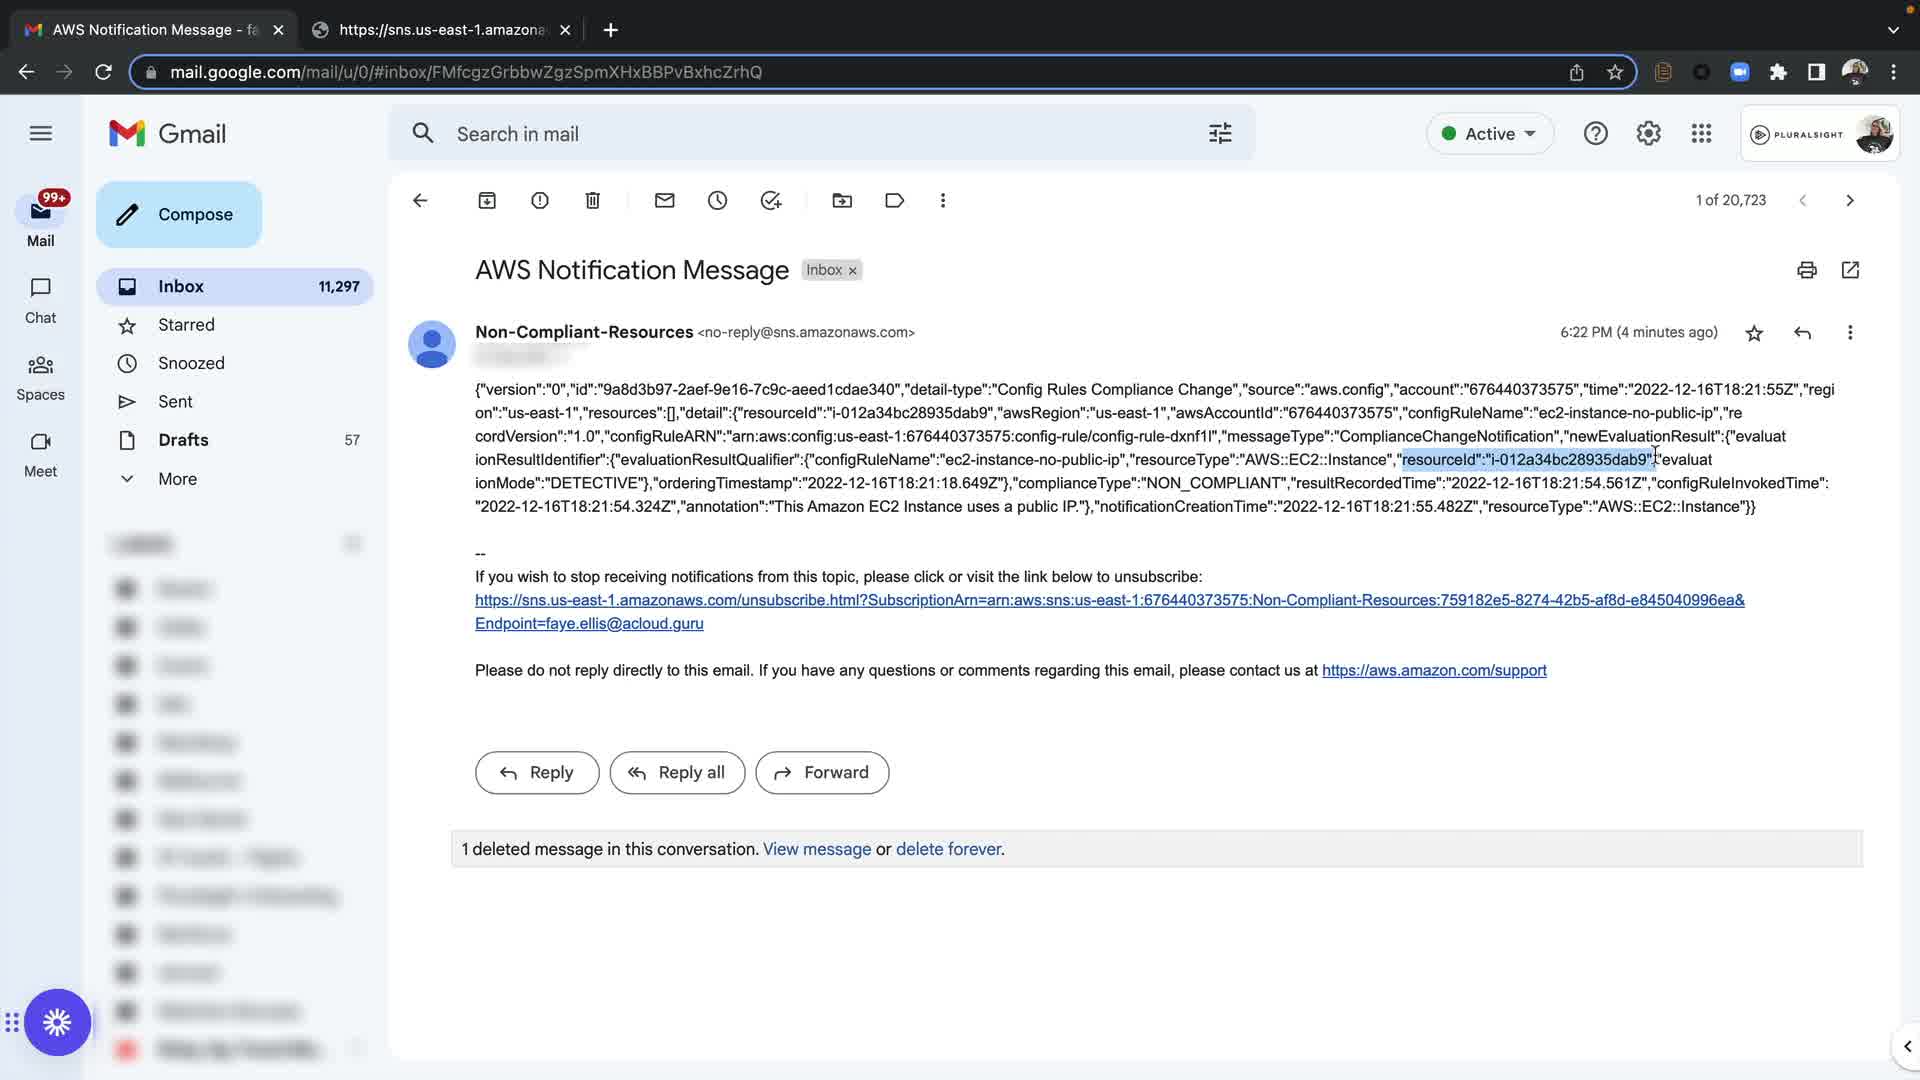 AWS Notification Message - fa
https://sns.us-east-1.amazona
mail.google.com/mail/u/0/#inbox/FMfcgzGrbbwZgzSpmXHxBBPvBxhcZrhQ
Gmail
Search in mail
Active
PLURALSIGHT
99+
Mail
Chat
Spaces
Meet
Compose
Inbox 11,297
Starred
Snoozed
Sent
Drafts 57
More
1 of 20,723
AWS Notification Message Inbox ×
Non-Compliant-Resources <no-reply@sns.amazonaws.com> 6:22 PM (4 minutes ago)
{"version":"0","id":"9a8d3b97-2aef-9e16-7c9c-aeed1cdae340","detail-type":"Config Rules Compliance Change","source":"aws.config","account":"676440373575","time":"2022-12-16T18:21:55Z","regi
on":"us-east-1","resources":[],"detail":{"resourceId":"i-012a34bc28935dab9","awsRegion":"us-east-1","awsAccountId":"676440373575","configRuleName":"ec2-instance-no-public-ip","re
cordVersion":"1.0","configRuleARN":"arn:aws:config:us-east-1:676440373575:config-rule/config-rule-dxnf1l","messageType":"ComplianceChangeNotification","newEvaluationResult":{"evaluat
ionResultIdentifier":{"evaluationResultQualifier":{"configRuleName":"ec2-instance-no-public-ip","resourceType":"AWS::EC2::Instance","resourceId":"i-012a34bc28935dab9","evaluat
ionMode":"DETECTIVE"},"orderingTimestamp":"2022-12-16T18:21:18.649Z"},"complianceType":"NON_COMPLIANT","resultRecordedTime":"2022-12-16T18:21:54.561Z","configRuleInvokedTime":
"2022-12-16T18:21:54.324Z","annotation":"This Amazon EC2 Instance uses a public IP."},"notificationCreationTime":"2022-12-16T18:21:55.482Z","resourceType":"AWS::EC2::Instance"}}
--
If you wish to stop receiving notifications from this topic, please click or visit the link below to unsubscribe:
https://sns.us-east-1.amazonaws.com/unsubscribe.html?SubscriptionArn=arn:aws:sns:us-east-1:676440373575:Non-Compliant-Resources:759182e5-8274-42b5-af8d-e845040996ea&
Endpoint=faye.ellis@acloud.guru
Please do not reply directly to this email. If you have any questions or comments regarding this email, please contact us at https://aws.amazon.com/support
Reply
Reply all
Forward
1 deleted message in this conversation. View message or delete forever.